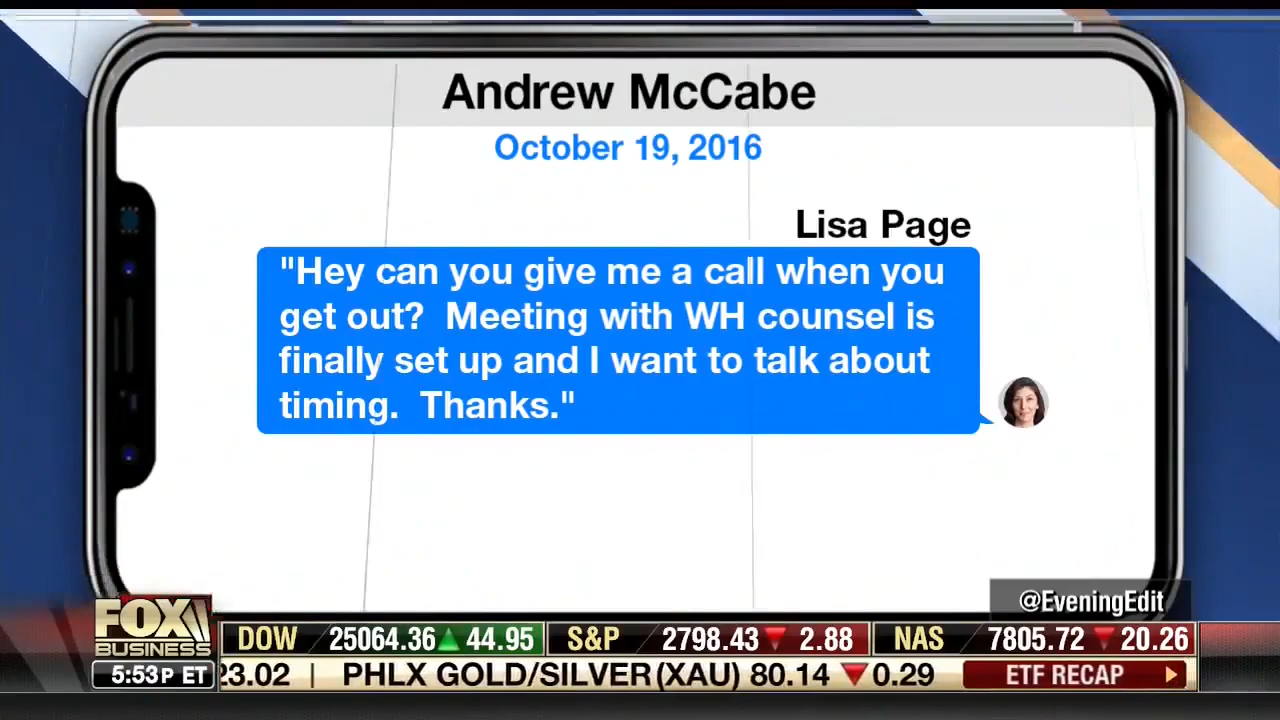 Andrew McCabe
October 19, 2016
Lisa Page
"Hey can you give me a call when you
get out?  Meeting with WH counsel is
finally set up and I want to talk about
timing.  Thanks."
@EveningEdit
FOX
BUSINESS
DOW 25064.36 44.95 S&P 2798.43 2.88 NAS 7805.72 20.26
5:53P ET 23.02 | PHLX GOLD/SILVER (XAU) 80.14 0.29 ETF RECAP